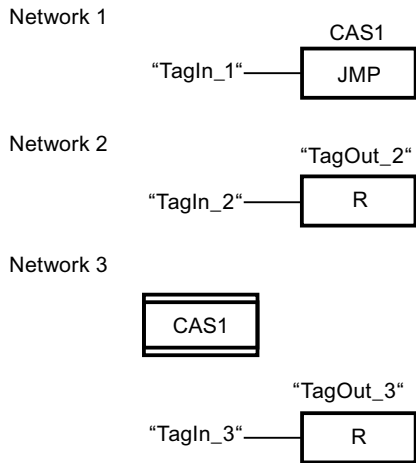 Network 1
CAS1
“TagIn_1“
JMP
Network 2
“TagOut_2“
“TagIn_2“
R
Network 3
CAS1
“TagOut_3“
“TagIn_3“
R